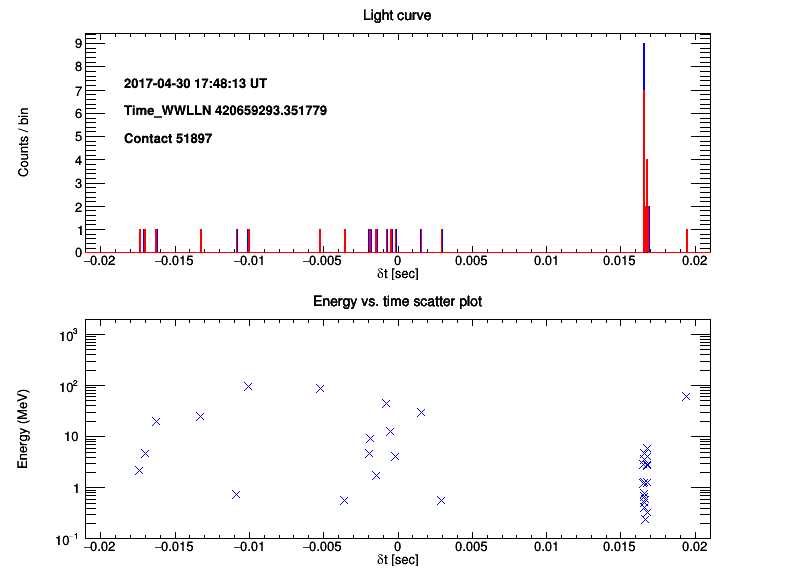 Light curve
Counts / bin
9
8
7
6
5
4
3
2
1
0
2017-04-30 17:48:13 UT
Time_WWLLN 420659293.351779
Contact 51897
−0.02 −0.015 −0.01 −0.005 0 0.005 0.01 0.015 0.02
δt [sec]
Energy vs. time scatter plot
Energy (MeV)
10³
10²
10
1
10⁻¹
−0.02 −0.015 −0.01 −0.005 0 0.005 0.01 0.015 0.02
δt [sec]